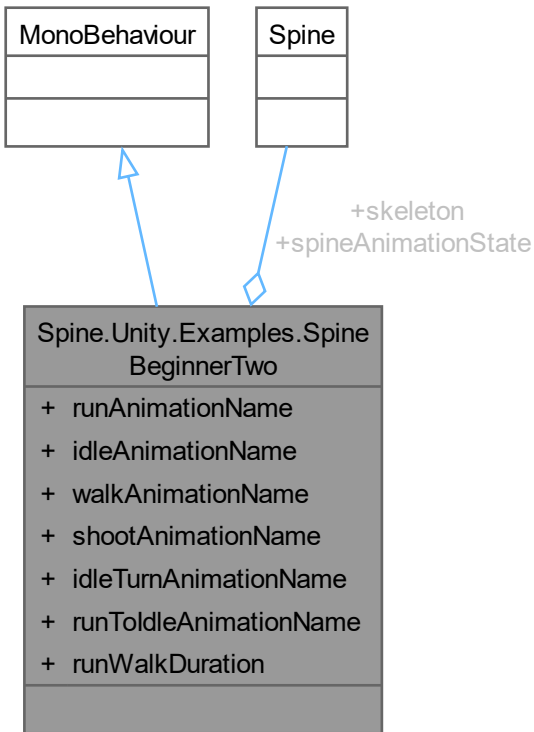 MonoBehaviour
Spine
+skeleton
+spineAnimationState
Spine.Unity.Examples.Spine
BeginnerTwo
+ runAnimationName
+ idleAnimationName
+ walkAnimationName
+ shootAnimationName
+ idleTurnAnimationName
+ runToIdleAnimationName
+ runWalkDuration